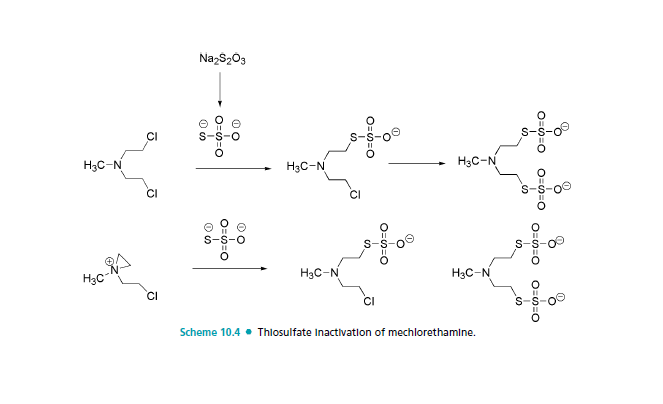 Na2S2O3
⊖ O ⊖
S-S-O
O
Cl
H3C-N
Cl
O
S-S-O⊖
O
H3C-N
Cl
O
S-S-O⊖
O
H3C-N
O
S-S-O⊖
O
⊖ O ⊖
S-S-O
O
⊕
N
H3C
Cl
O
S-S-O⊖
O
H3C-N
Cl
O
S-S-O⊖
O
H3C-N
O
S-S-O⊖
O
Scheme 10.4 • Thiosulfate inactivation of mechlorethamine.